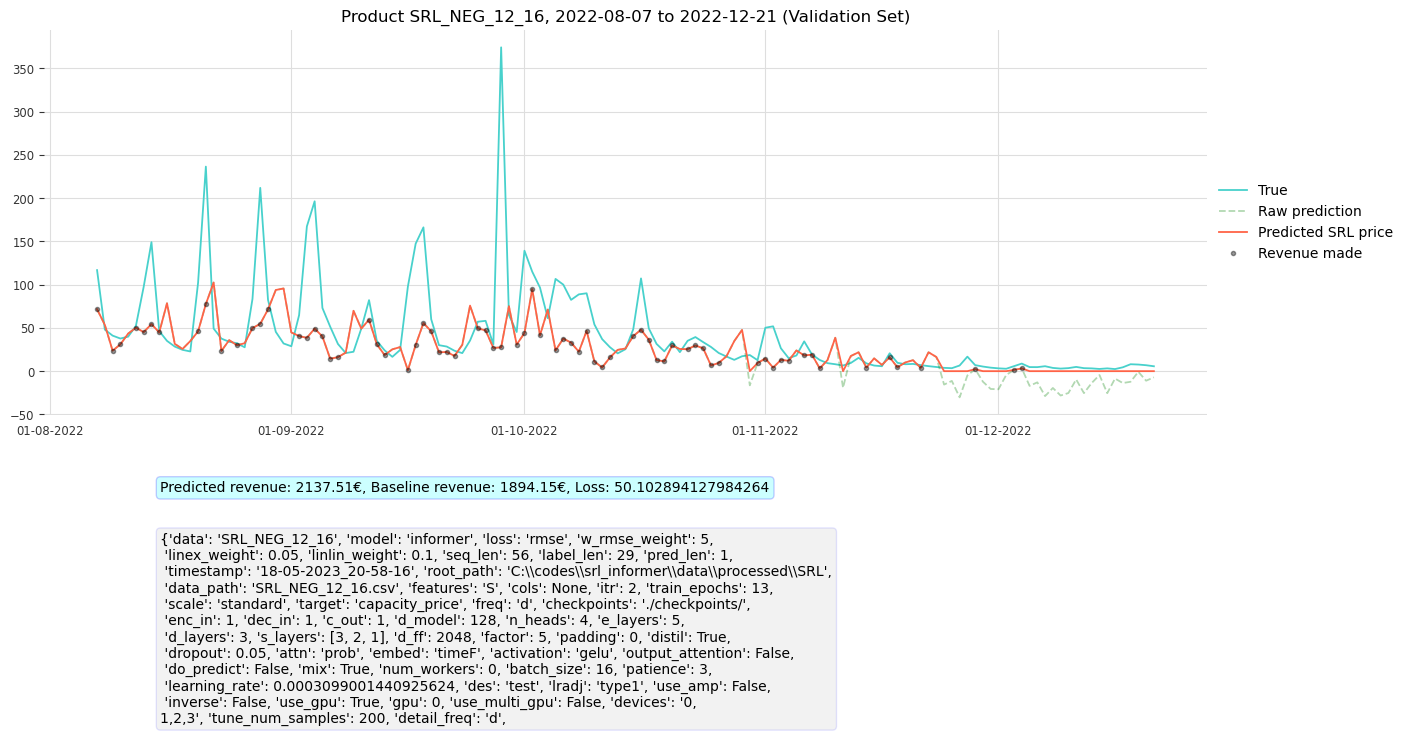 Product SRL_NEG_12_16, 2022-08-07 to 2022-12-21 (Validation Set)
350
300
250
200
150
100
50
0
−50
01-08-2022
01-09-2022
01-10-2022
01-11-2022
01-12-2022
True
Raw prediction
Predicted SRL price
Revenue made
Predicted revenue: 2137.51€, Baseline revenue: 1894.15€, Loss: 50.102894127984264
{'data': 'SRL_NEG_12_16', 'model': 'informer', 'loss': 'rmse', 'w_rmse_weight': 5,
'linex_weight': 0.05, 'linlin_weight': 0.1, 'seq_len': 56, 'label_len': 29, 'pred_len': 1,
'timestamp': '18-05-2023_20-58-16', 'root_path': 'C:\\codes\\srl_informer\\data\\processed\\SRL',
'data_path': 'SRL_NEG_12_16.csv', 'features': 'S', 'cols': None, 'itr': 2, 'train_epochs': 13,
'scale': 'standard', 'target': 'capacity_price', 'freq': 'd', 'checkpoints': './checkpoints/',
'enc_in': 1, 'dec_in': 1, 'c_out': 1, 'd_model': 128, 'n_heads': 4, 'e_layers': 5,
'd_layers': 3, 's_layers': [3, 2, 1], 'd_ff': 2048, 'factor': 5, 'padding': 0, 'distil': True,
'dropout': 0.05, 'attn': 'prob', 'embed': 'timeF', 'activation': 'gelu', 'output_attention': False,
'do_predict': False, 'mix': True, 'num_workers': 0, 'batch_size': 16, 'patience': 3,
'learning_rate': 0.0003099001440925624, 'des': 'test', 'lradj': 'type1', 'use_amp': False,
'inverse': False, 'use_gpu': True, 'gpu': 0, 'use_multi_gpu': False, 'devices': '0,
1,2,3', 'tune_num_samples': 200, 'detail_freq': 'd',